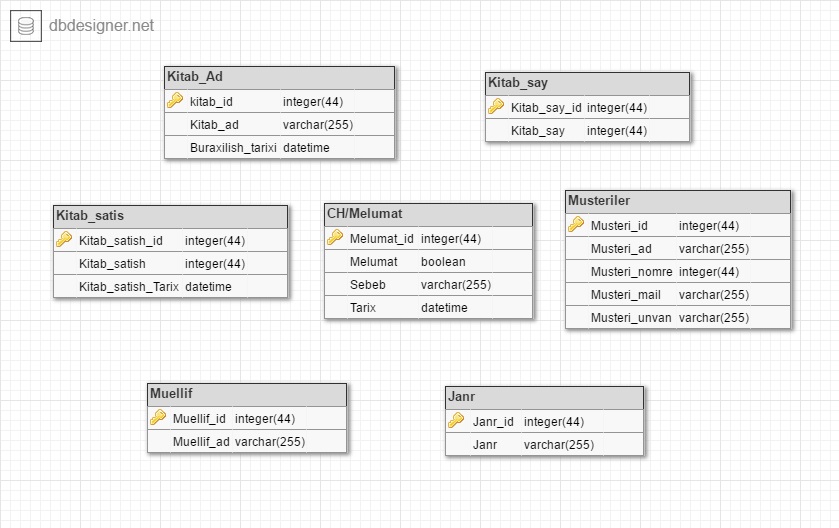 dbdesigner.net
Kitab_Ad
kitab_id integer(44)
Kitab_ad varchar(255)
Buraxilish_tarixi datetime
Kitab_say
Kitab_say_id integer(44)
Kitab_say integer(44)
Kitab_satis
Kitab_satish_id integer(44)
Kitab_satish integer(44)
Kitab_satish_Tarix datetime
CH/Melumat
Melumat_id integer(44)
Melumat boolean
Sebeb varchar(255)
Tarix datetime
Musteriler
Musteri_id integer(44)
Musteri_ad varchar(255)
Musteri_nomre integer(44)
Musteri_mail varchar(255)
Musteri_unvan varchar(255)
Muellif
Muellif_id integer(44)
Muellif_ad varchar(255)
Janr
Janr_id integer(44)
Janr varchar(255)